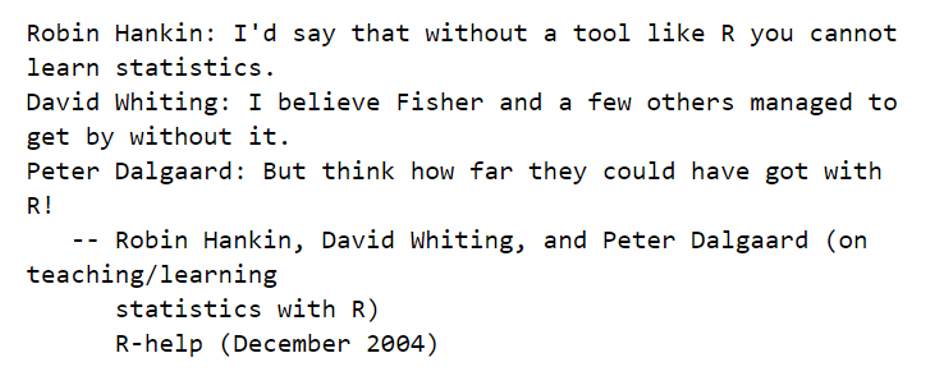 Robin Hankin: I'd say that without a tool like R you cannot
learn statistics.
David Whiting: I believe Fisher and a few others managed to
get by without it.
Peter Dalgaard: But think how far they could have got with
R!
-- Robin Hankin, David Whiting, and Peter Dalgaard (on
teaching/learning
statistics with R)
R-help (December 2004)